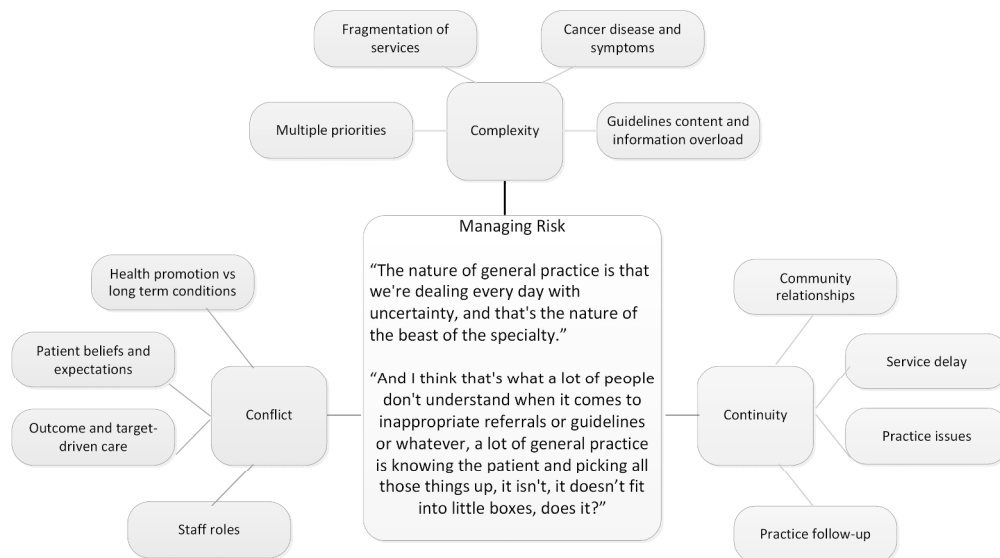 Fragmentation of
services
Cancer disease and
symptoms
Multiple priorities
Complexity
Guidelines content and
information overload
Managing Risk
“The nature of general practice is that
we're dealing every day with
uncertainty, and that's the nature of
the beast of the specialty.”
“And I think that's what a lot of people
don't understand when it comes to
inappropriate referrals or guidelines
or whatever, a lot of general practice
is knowing the patient and picking all
those things up, it isn't, it doesn’t fit
into little boxes, does it?”
Health promotion vs
long term conditions
Patient beliefs and
expectations
Conflict
Outcome and target-
driven care
Staff roles
Community
relationships
Service delay
Continuity
Practice issues
Practice follow-up